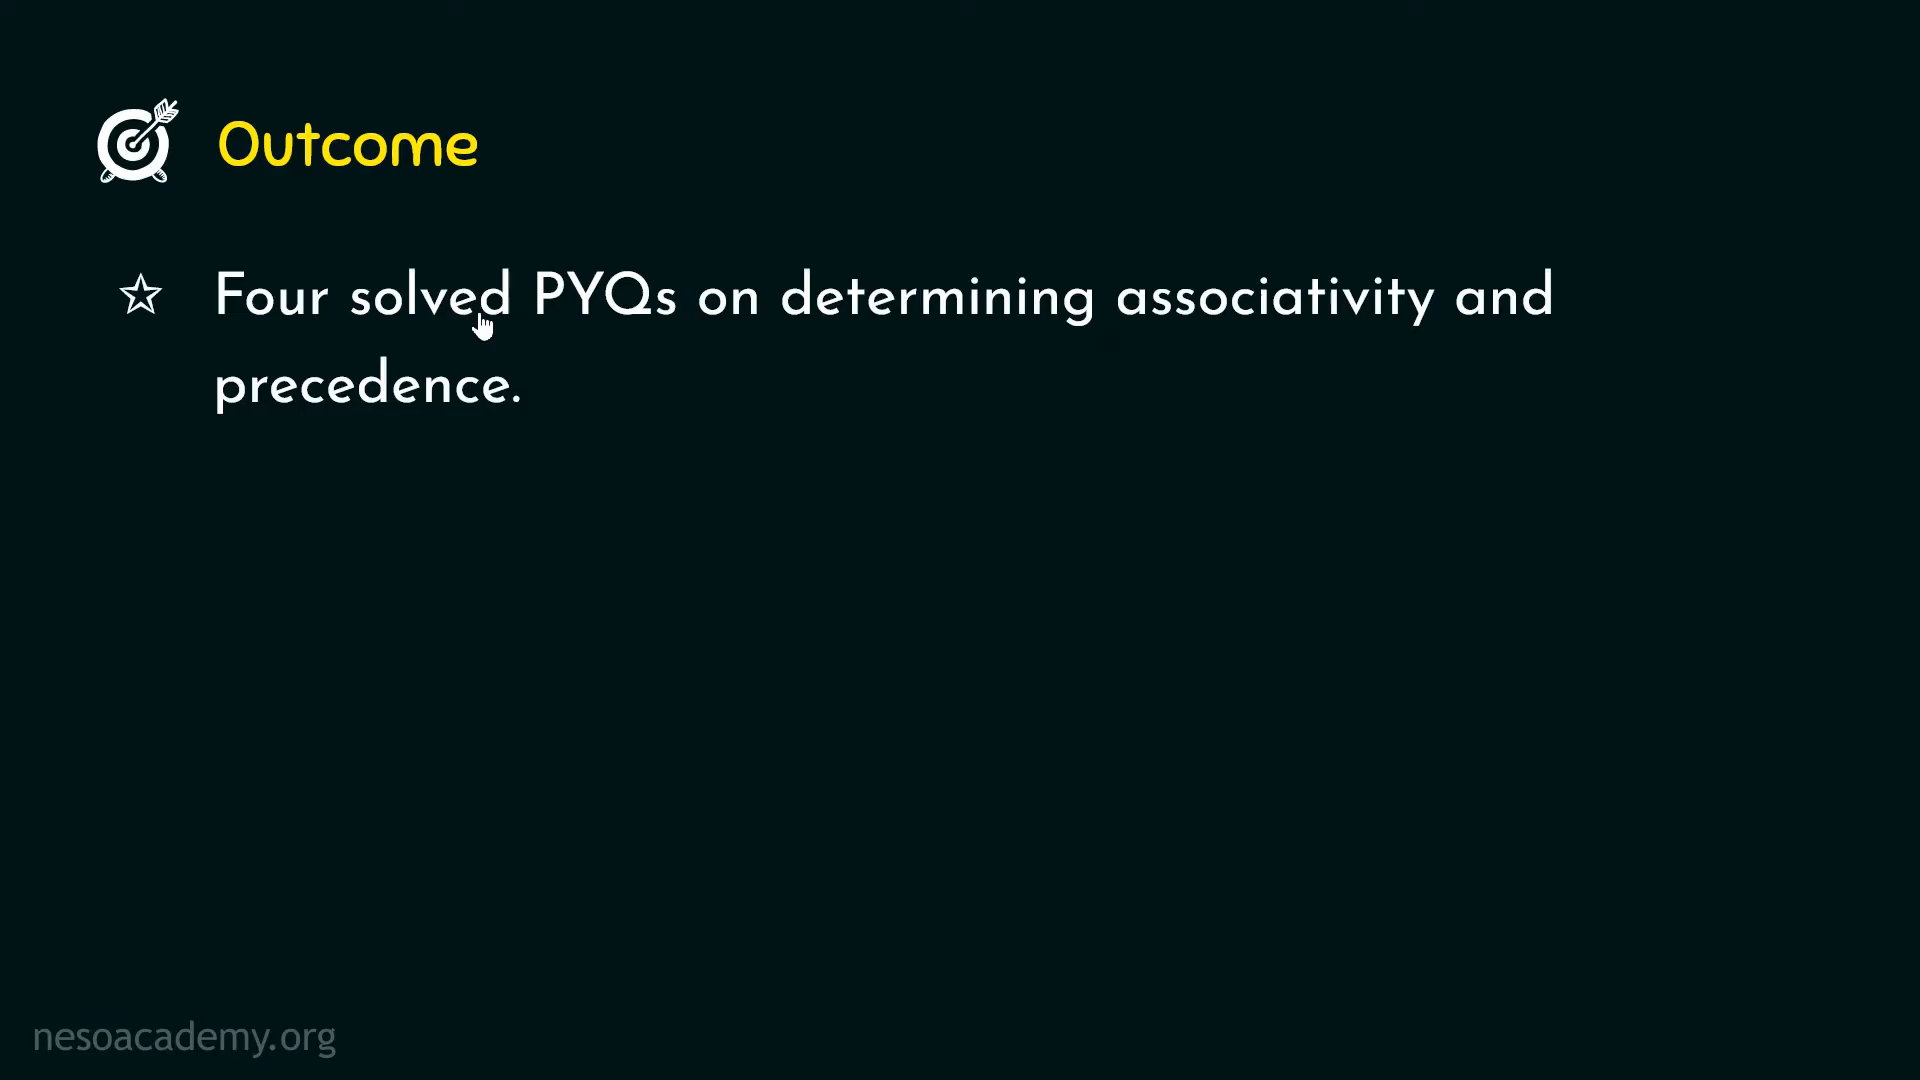 Outcome
☆ Four solved PYQs on determining associativity and
precedence.
nesoacademy.org